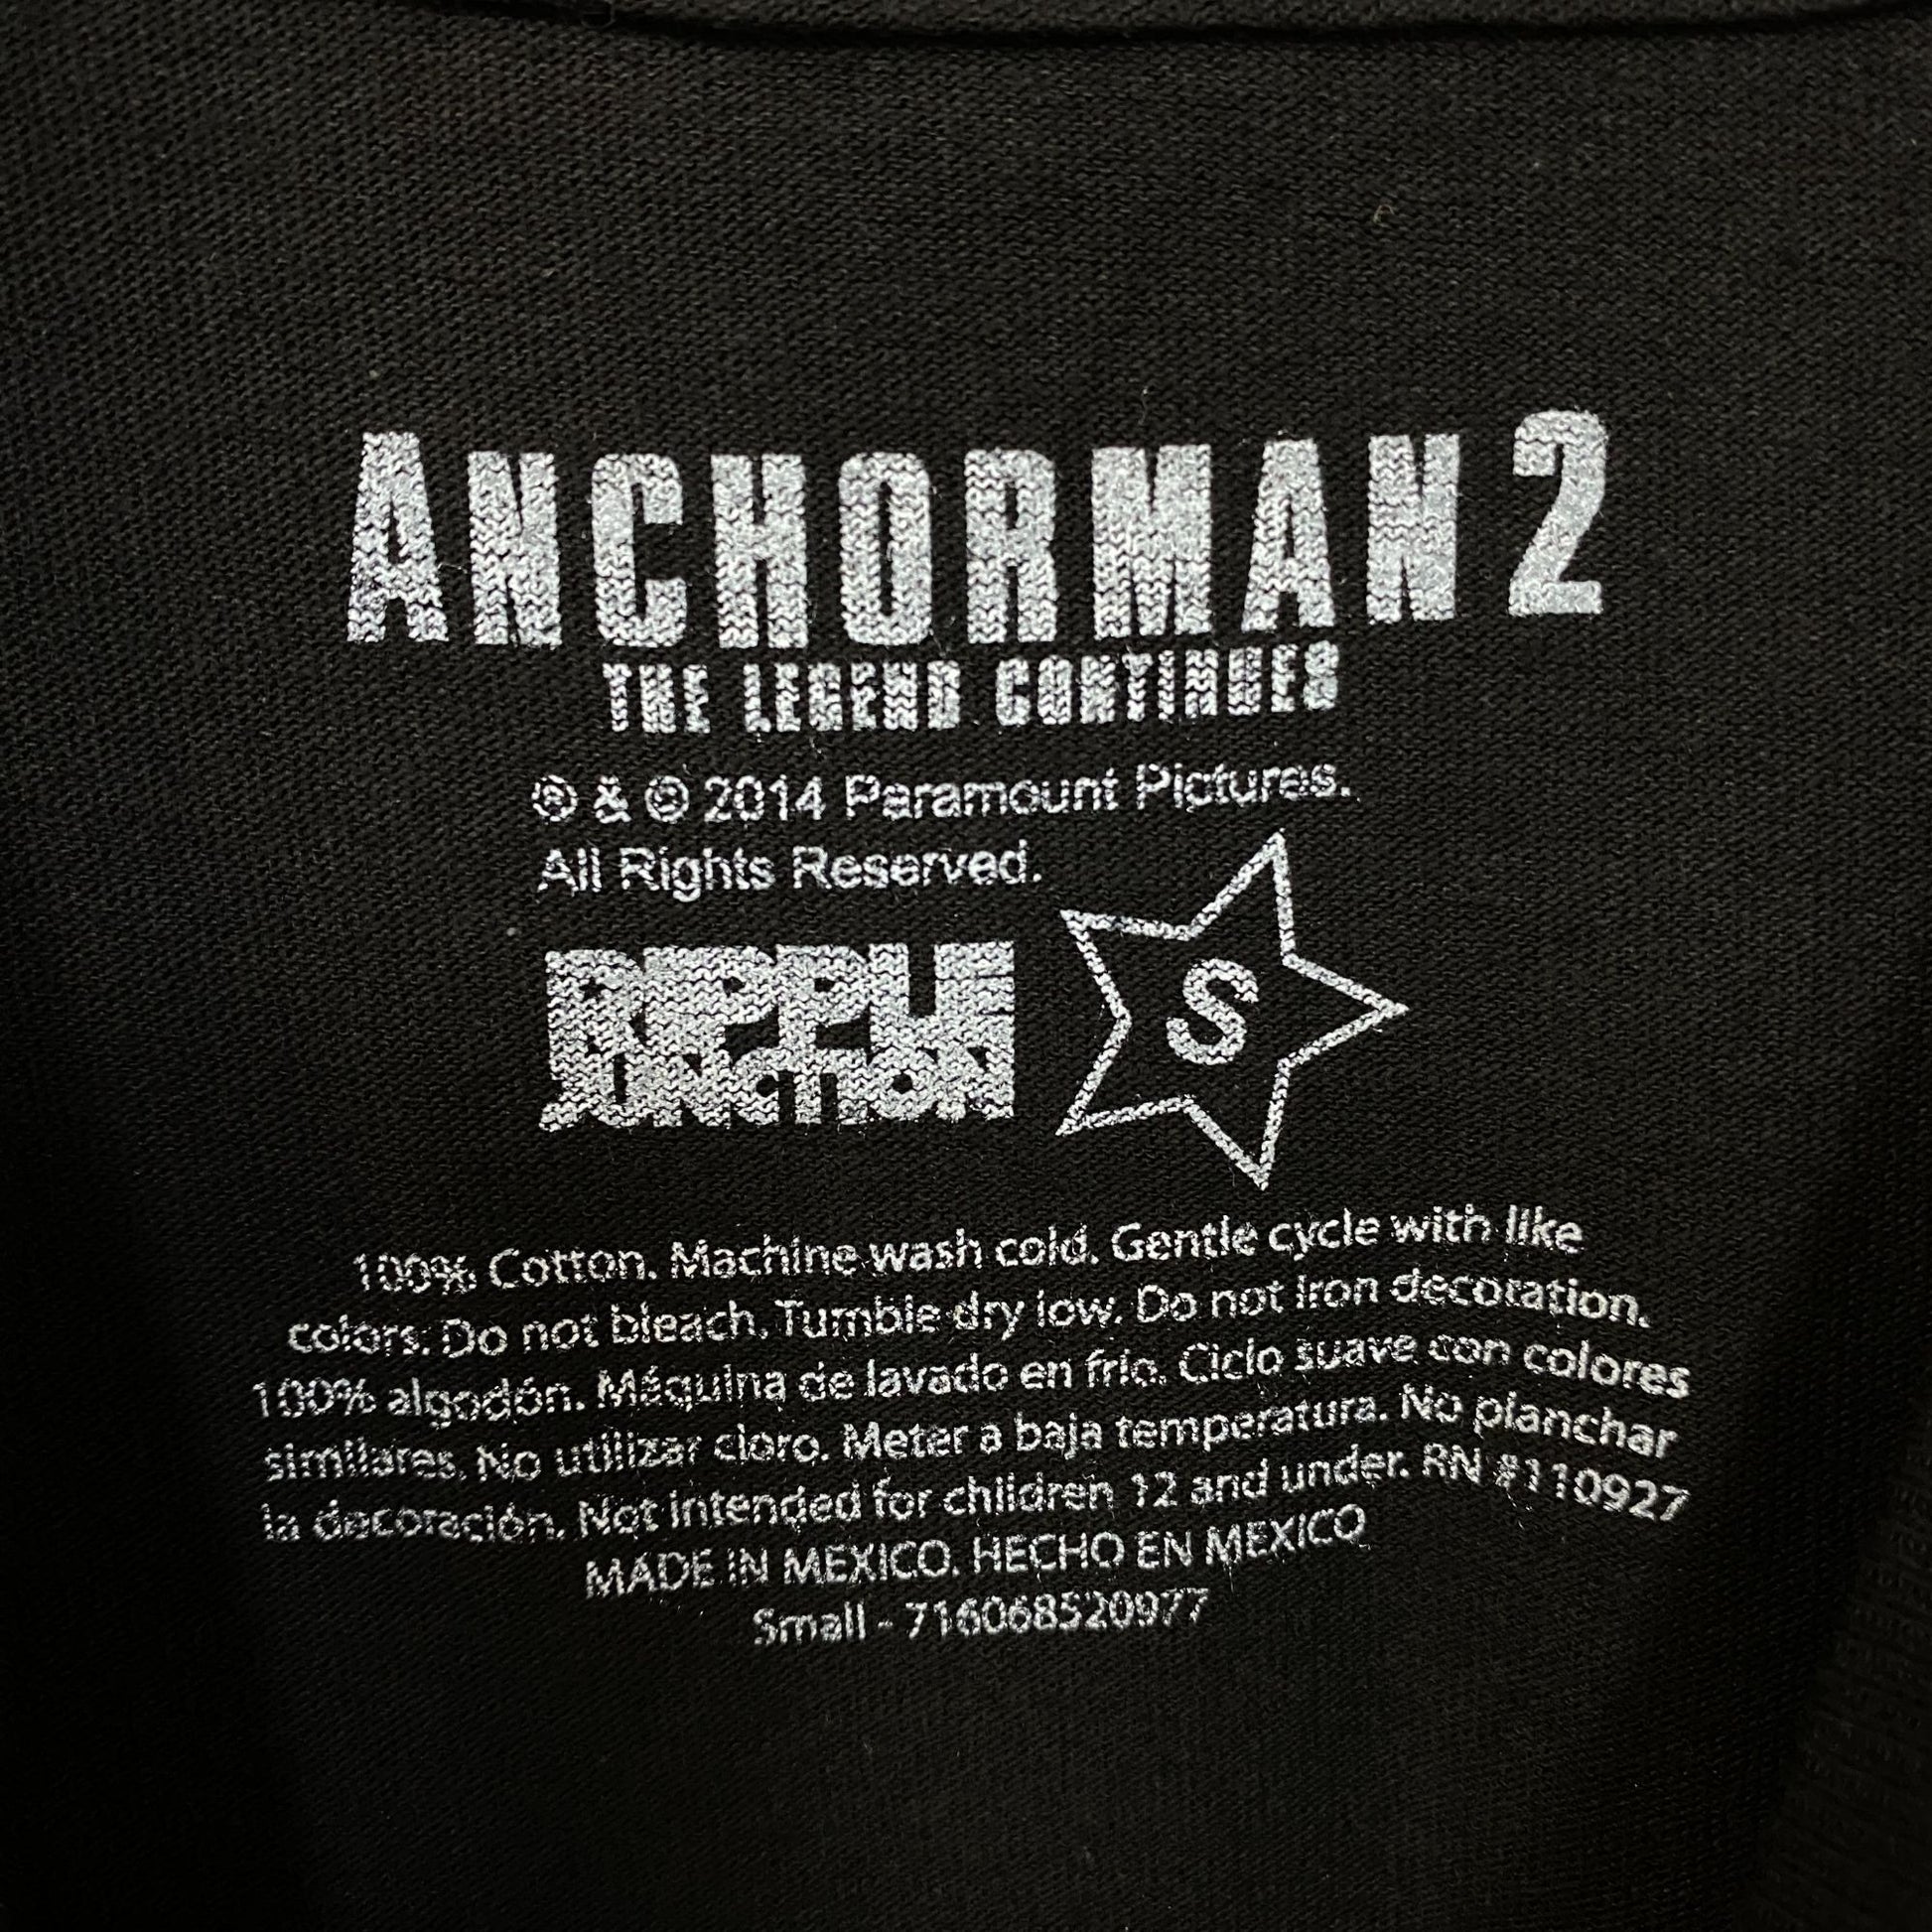 ANCHORMAN 2
THE LEGEND CONTINUES
® & © 2014 Paramount Pictures.
All Rights Reserved.
RIPPLE
JUNCTION
S
100% Cotton. Machine wash cold. Gentle cycle with like
colors. Do not bleach. Tumble dry low. Do not iron decoration.
100% algodón. Máquina de lavado en frío. Ciclo suave con colores
similares. No utilizar cloro. Meter a baja temperatura. No planchar
la decoración. Not intended for children 12 and under. RN #110927
MADE IN MEXICO. HECHO EN MEXICO
Small - 716068520977